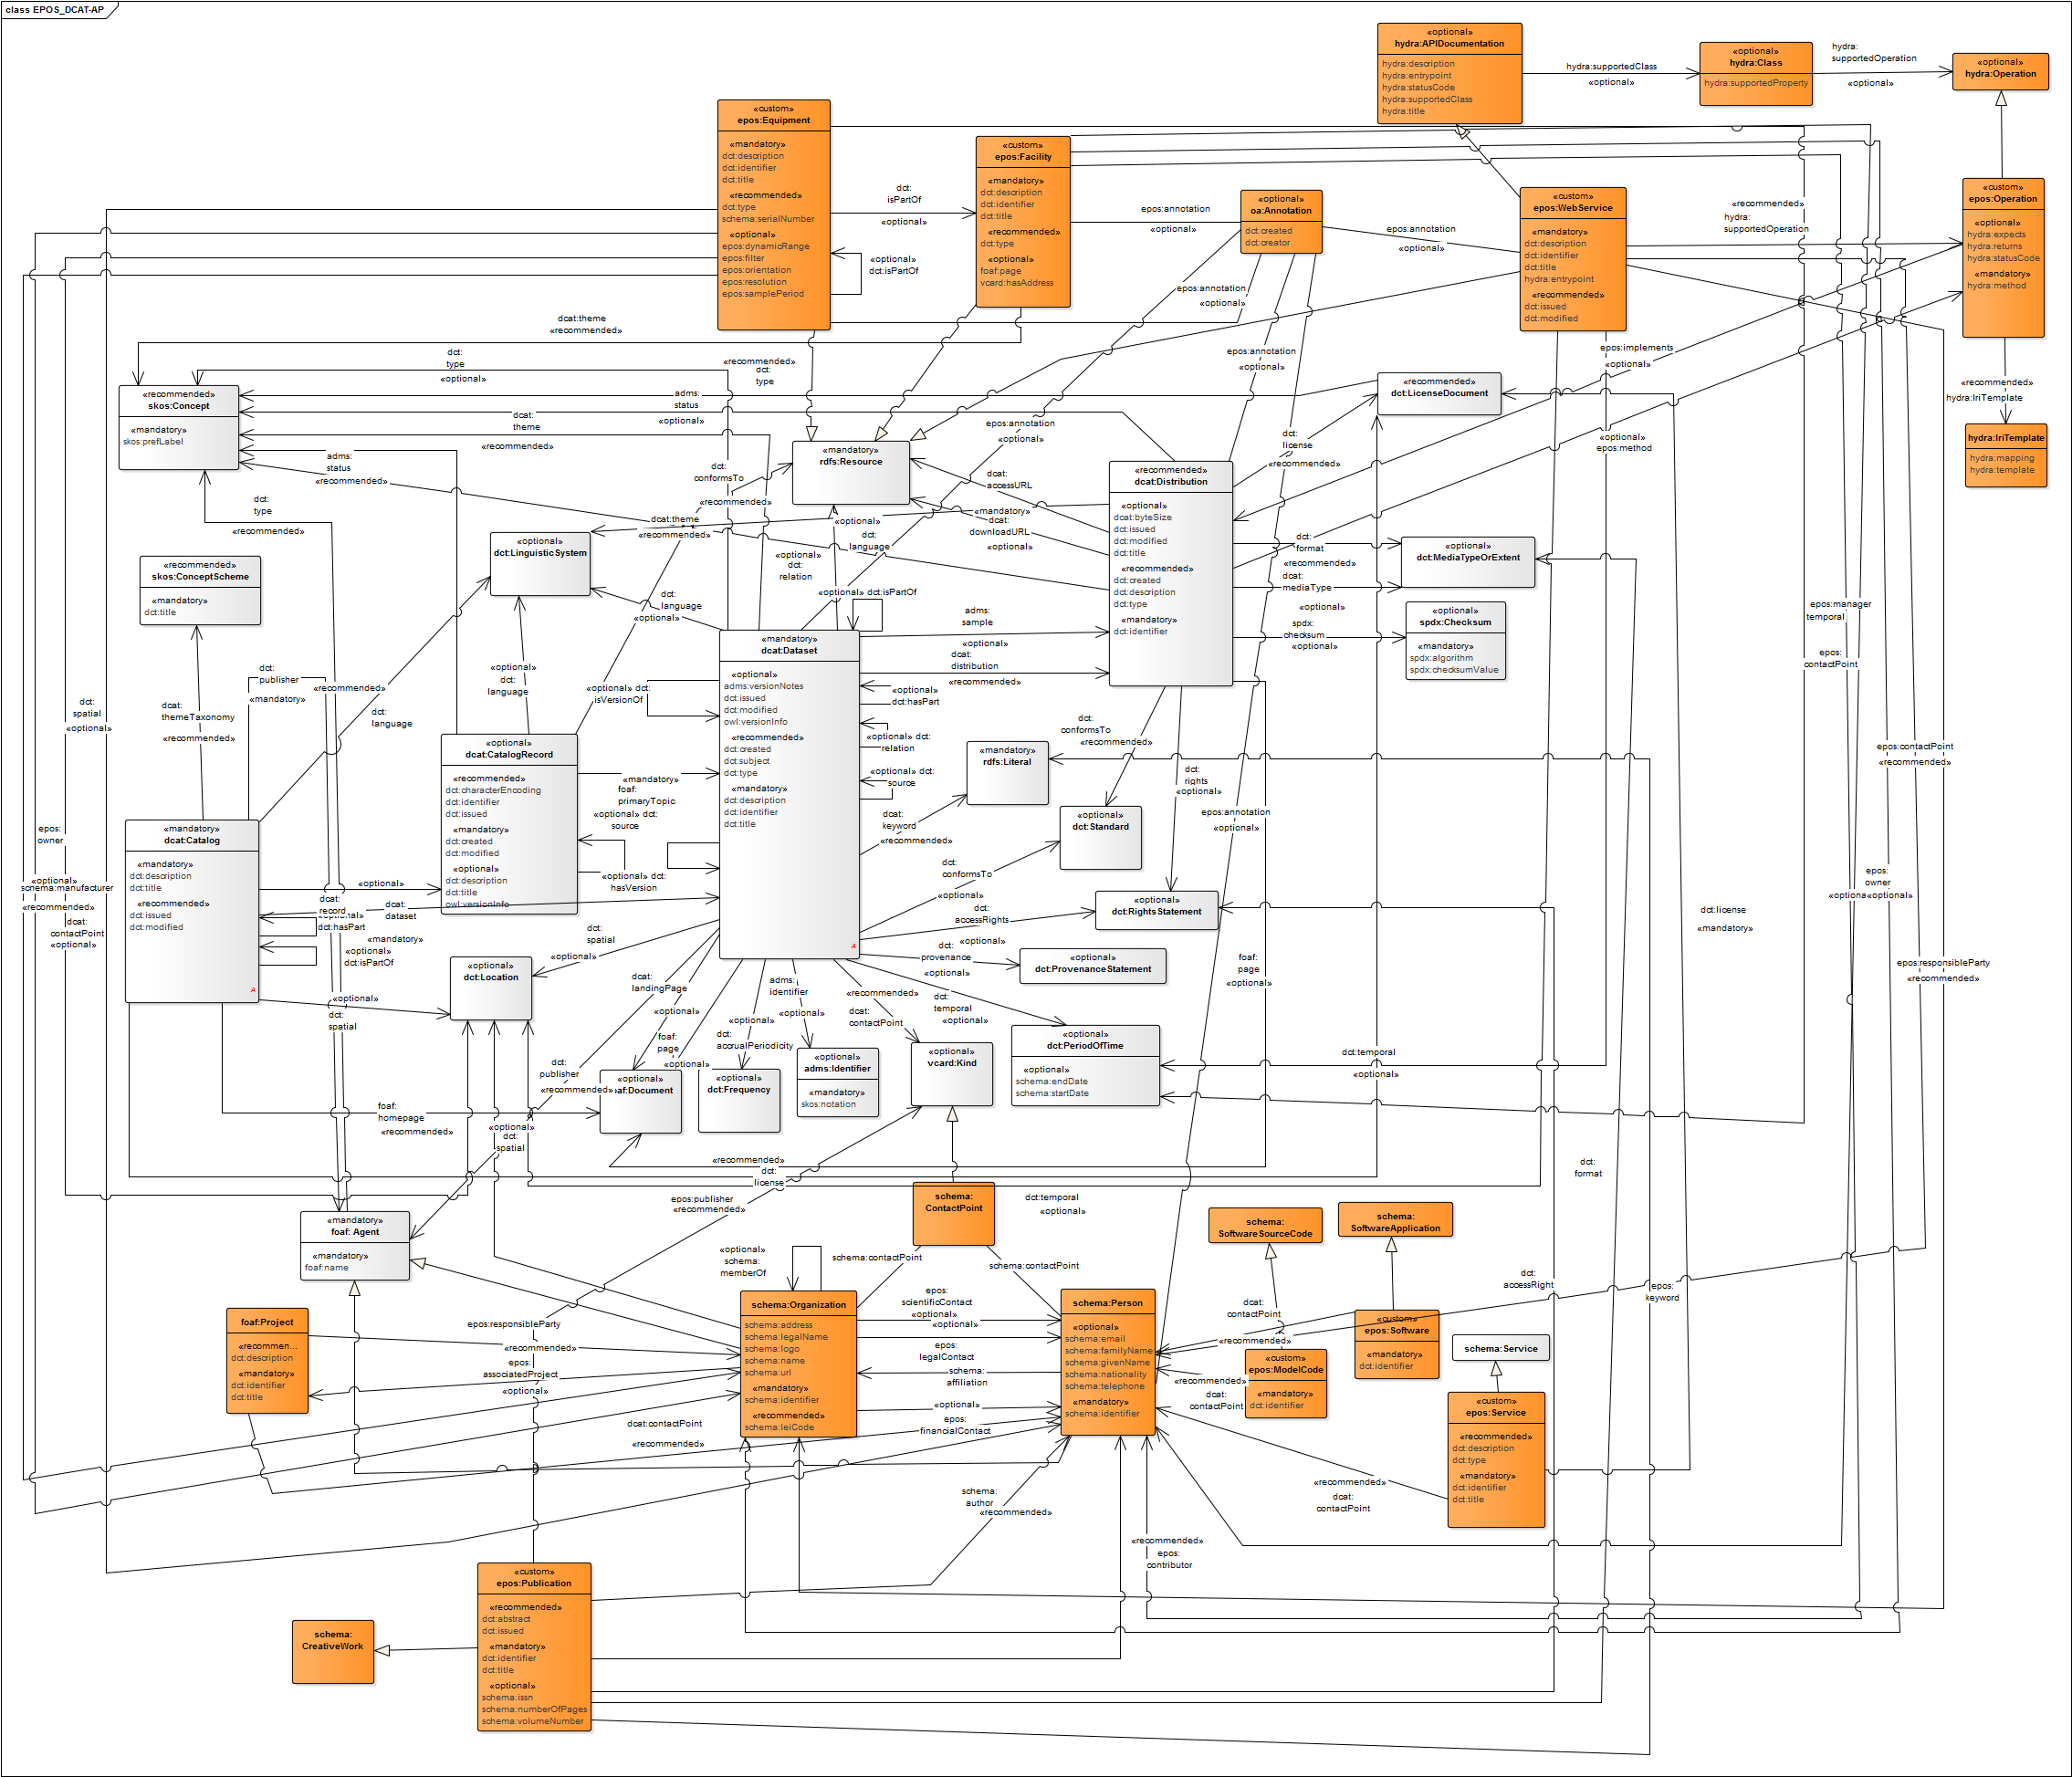 class EPOS_DCAT-AP
«optional»
hydra:APIDocumentation
hydra:description
hydra:entrypoint
hydra:statusCode
hydra:supportedClass
hydra:title
hydra:supportedClass
«optional»
«optional»
hydra:Class
hydra:supportedProperty
hydra:
supportedOperation
«optional»
«optional»
hydra:Operation
«custom»
epos:Equipment
«mandatory»
dct:description
dct:identifier
dct:title
«recommended»
dct:type
schema:serialNumber
«optional»
epos:dynamicRange
epos:filter
epos:orientation
epos:resolution
epos:samplePeriod
dct:
isPartOf
«optional»
«optional»
dct:isPartOf
«custom»
epos:Facility
«mandatory»
dct:description
dct:identifier
dct:title
«recommended»
dct:type
«optional»
foaf:page
vcard:hasAddress
epos:annotation
«optional»
«optional»
oa:Annotation
dct:created
dct:creator
epos:annotation
«optional»
«custom»
epos:WebService
«mandatory»
dct:description
dct:identifier
dct:title
hydra:entrypoint
«recommended»
dct:issued
dct:modified
«recommended»
hydra:
supportedOperation
«custom»
epos:Operation
«optional»
hydra:expects
hydra:returns
hydra:statusCode
«mandatory»
hydra:method
«recommended»
hydra:IriTemplate
hydra:IriTemplate
hydra:mapping
hydra:template
epos:annotation
«optional»
dcat:theme
«recommended»
dct:
type
«optional»
«recommended»
dct:
type
epos:annotation
«optional»
epos:implements
«optional»
«optional»
epos:method
«recommended»
skos:Concept
«mandatory»
skos:prefLabel
adms:
status
«optional»
dcat:
theme
«recommended»
adms:
status
«recommended»
epos:annotation
«optional»
«recommended»
dct:LicenseDocument
dct:
license
«recommended»
«mandatory»
rdfs:Resource
dct:
conformsTo
«recommended»
dcat:
accessURL
«mandatory»
dct:
downloadURL
«optional»
dcat:theme
«recommended»
«optional»
dct:
language
«optional»
dct:
relation
«recommended»
dcat:Distribution
«optional»
dcat:byteSize
dct:issued
dct:modified
dct:title
«recommended»
dct:created
dct:description
dct:type
«mandatory»
dct:identifier
dct:
type
«recommended»
«recommended»
skos:ConceptScheme
«mandatory»
dct:title
«optional»
dct:LinguisticSystem
dct:
language
«optional»
«optional» dct:isPartOf
dct:
format
«recommended»
dcat:
mediaType
«optional»
«optional»
dct:MediaTypeOrExtent
spdx:
checksum
«optional»
«optional»
spdx:Checksum
«mandatory»
spdx:algorithm
spdx:checksumValue
epos:manager
temporal
epos:
contactPoint
«mandatory»
dcat:Dataset
«optional»
adms:versionNotes
dct:issued
dct:modified
owl:versionInfo
«recommended»
dct:created
dct:subject
dct:type
«mandatory»
dct:description
dct:identifier
dct:title
adms:
sample
«optional»
dcat:
distribution
«recommended»
«optional»
dct:hasPart
«optional» dct:
relation
«optional» dct:
source
«optional» dct:
isVersionOf
dct:
publisher
«mandatory»
«recommended»
dct:
language
«optional»
dct:
language
dcat:
themeTaxonomy
«recommended»
dct:
spatial
«optional»
«optional»
dcat:CatalogRecord
«recommended»
dct:characterEncoding
dct:identifier
dct:issued
«mandatory»
dct:created
dct:modified
«optional»
dct:description
dct:title
owl:versionInfo
«mandatory»
foaf:
primaryTopic
«optional» dct:
source
«optional» dct:
hasVersion
«mandatory»
rdfs:Literal
dct:
conformsTo
«recommended»
dct:
rights
«optional»
«optional»
dct:Standard
dcat:
keyword
«recommended»
dct:
conformsTo
«optional»
epos:annotation
«optional»
epos:contactPoint
«recommended»
«mandatory»
dcat:Catalog
«mandatory»
dct:description
dct:title
«recommended»
dct:issued
dct:modified
«optional»
dcat:
record
«optional»
dct:hasPart
dcat:
dataset
«mandatory»
«optional»
dct:isPartOf
epos:
owner
«optional»
schema:manufacturer
«recommended»
dcat:
contactPoint
«optional»
dct:
accessRights
«optional»
«optional»
dct:RightsStatement
dct:
provenance
«optional»
«optional»
dct:ProvenanceStatement
epos:
owner
«optional»
«optional»
dct:license
«mandatory»
epos:responsibleParty
«recommended»
dct:
spatial
«optional»
«optional»
dct:Location
«optional»
dct:
spatial
dcat:
landingPage
«optional»
foaf:
page
«optional»
adms:
identifier
«optional»
«optional»
dct:
accrualPeriodicity
«recommended»
dcat:
contactPoint
dct:
temporal
«optional»
foaf:
page
«optional»
«optional»
dct:PeriodOfTime
«optional»
schema:endDate
schema:startDate
dct:temporal
«optional»
«optional»
vcard:Kind
«optional»
adms:Identifier
«mandatory»
skos:notation
«optional»
dct:Frequency
«optional»
af:Document
dct:
publisher
«recommended»
foaf:
homepage
«recommended»
«optional»
dct:
spatial
«recommended»
dct:
license
dct:
format
epos:publisher
«recommended»
schema:
ContactPoint
dct:temporal
«optional»
«mandatory»
foaf: Agent
«mandatory»
foaf:name
schema:
SoftwareSourceCode
schema:
SoftwareApplication
«optional»
schema:
memberOf
schema:contactPoint
schema:contactPoint
dct:
accessRight
epos:
keyword
foaf:Project
«recommen...
dct:description
«mandatory»
dct:identifier
dct:title
epos:responsibleParty
«recommended»
epos:
associatedProject
«optional»
schema:Organization
schema:address
schema:legalName
schema:logo
schema:name
schema:url
«mandatory»
schema:identifier
«recommended»
schema:leiCode
epos:
scientificContact
«optional»
«optional»
epos:
legalContact
schema:
affiliation
«optional»
epos:
financialContact
schema:Person
«optional»
schema:email
schema:familyName
schema:givenName
schema:nationality
schema:telephone
«mandatory»
schema:identifier
dcat:
contactPoint
«recommended»
«recommended»
dcat:
contactPoint
«custom»
epos:ModelCode
«mandatory»
dct:identifier
«custom»
epos:Software
«mandatory»
dct:identifier
schema:Service
«custom»
epos:Service
«recommended»
dct:description
dct:type
«mandatory»
dct:identifier
dct:title
dcat:contactPoint
«recommended»
«recommended»
dcat:
contactPoint
schema:
author
«recommended»
«recommended»
epos:
contributor
«custom»
epos:Publication
«recommended»
dct:abstract
dct:issued
«mandatory»
dct:identifier
dct:title
«optional»
schema:issn
schema:numberOfPages
schema:volumeNumber
schema:
CreativeWork